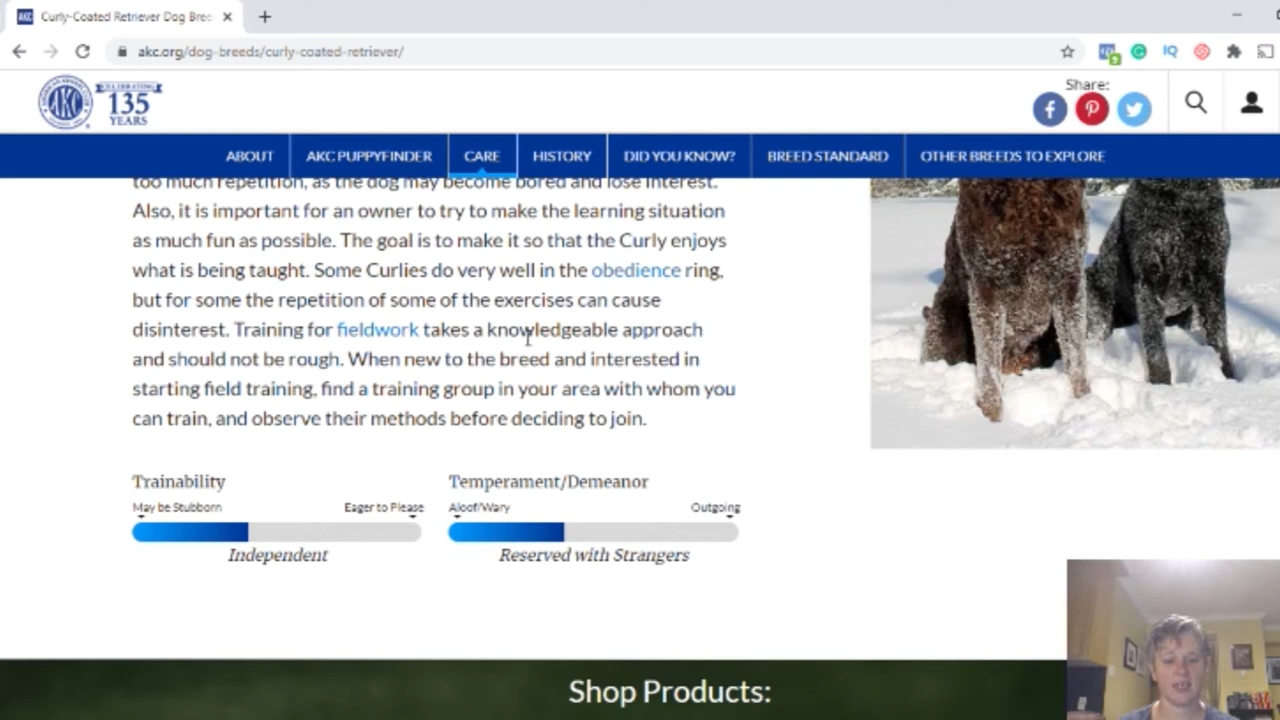 Curly-Coated Retriever Dog Bree
akc.org/dog-breeds/curly-coated-retriever/
AKC
CELEBRATING
135
YEARS
Share:
ABOUT
AKC PUPPYFINDER
CARE
HISTORY
DID YOU KNOW?
BREED STANDARD
OTHER BREEDS TO EXPLORE
too much repetition, as the dog may become bored and lose interest.
Also, it is important for an owner to try to make the learning situation
as much fun as possible. The goal is to make it so that the Curly enjoys
what is being taught. Some Curlies do very well in the obedience ring,
but for some the repetition of some of the exercises can cause
disinterest. Training for fieldwork takes a knowledgeable approach
and should not be rough. When new to the breed and interested in
starting field training, find a training group in your area with whom you
can train, and observe their methods before deciding to join.
Trainability
May be Stubborn Eager to Please
Independent
Temperament/Demeanor
Aloof/Wary Outgoing
Reserved with Strangers
Shop Products: